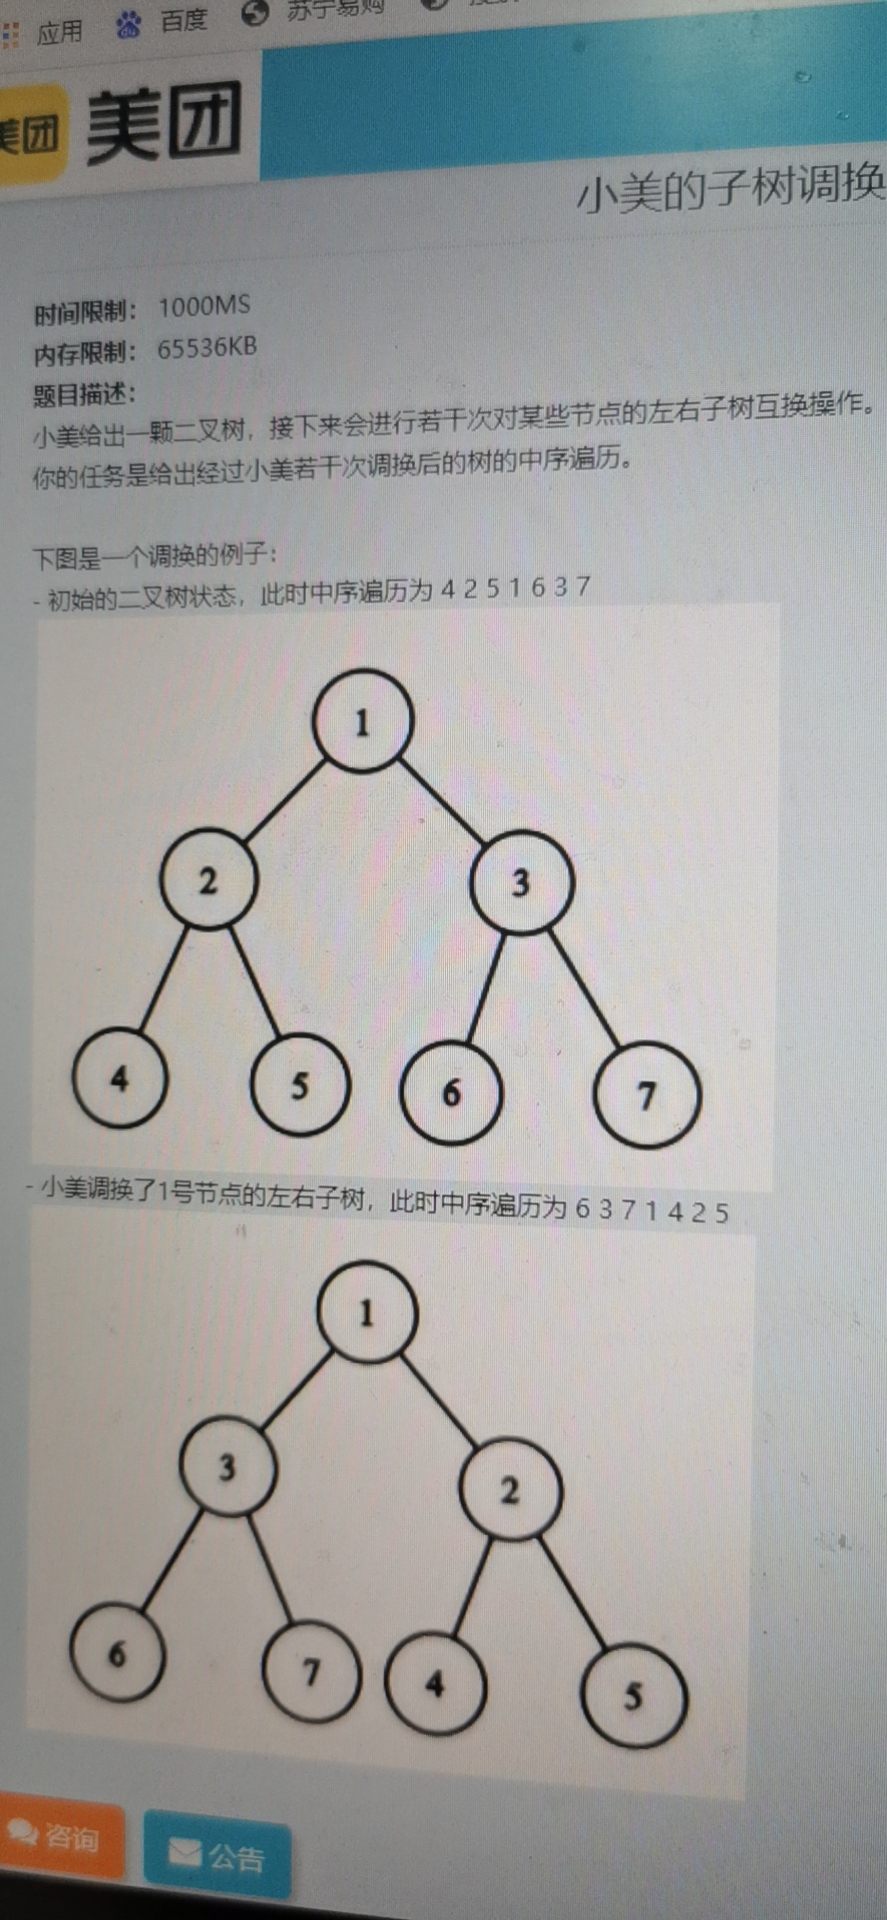 应用 百度 苏宁易购
美团 美团
小美的子树调换
时间限制： 1000MS
内存限制： 65536KB
题目描述：
小美给出一颗二叉树，接下来会进行若干次对某些节点的左右子树互换操作。
你的任务是给出经过小美若干次调换后的树的中序遍历。
下图是一个调换的例子：
- 初始的二叉树状态，此时中序遍历为 4 2 5 1 6 3 7
1
2 3
4 5 6 7
- 小美调换了1号节点的左右子树，此时中序遍历为 6 3 7 1 4 2 5
1
3 2
6 7 4 5
咨询 公告